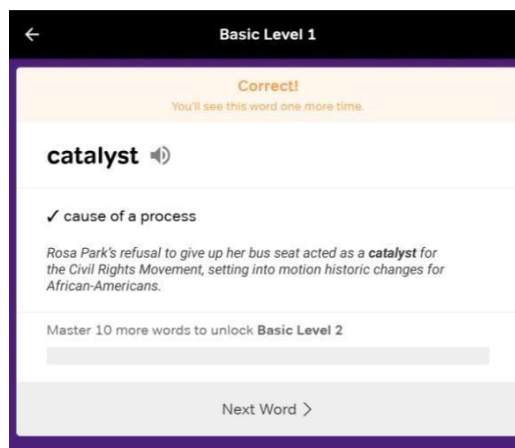 Basic Level 1
Correct!
You'll see this word one more time.
catalyst
✓ cause of a process
Rosa Park's refusal to give up her bus seat acted as a catalyst for
the Civil Rights Movement, setting into motion historic changes for
African-Americans.
Master 10 more words to unlock Basic Level 2
Next Word >